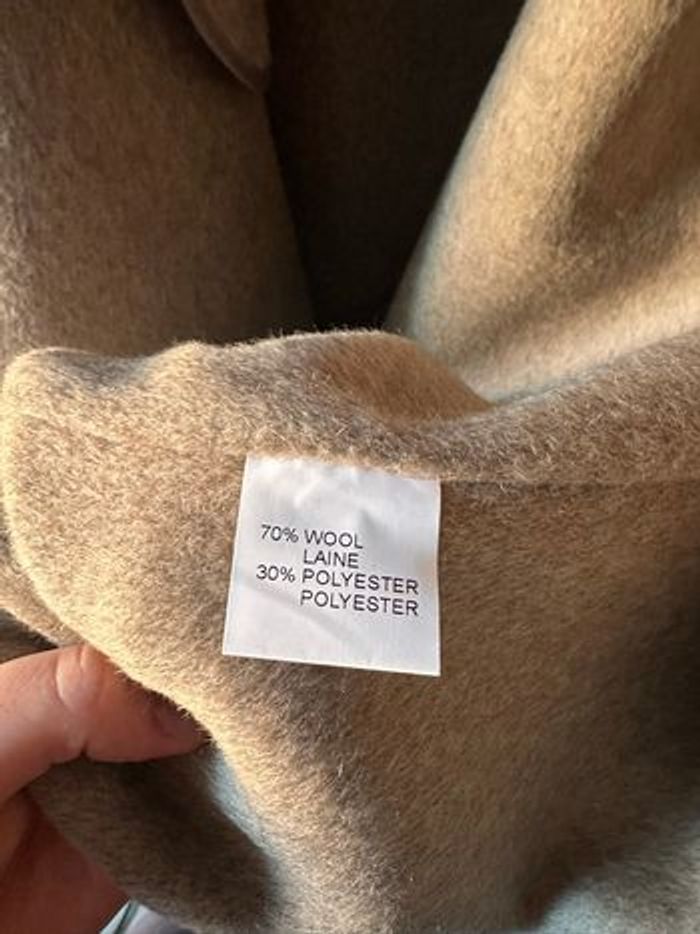 70% WOOL
LAINE
30% POLYESTER
POLYESTER